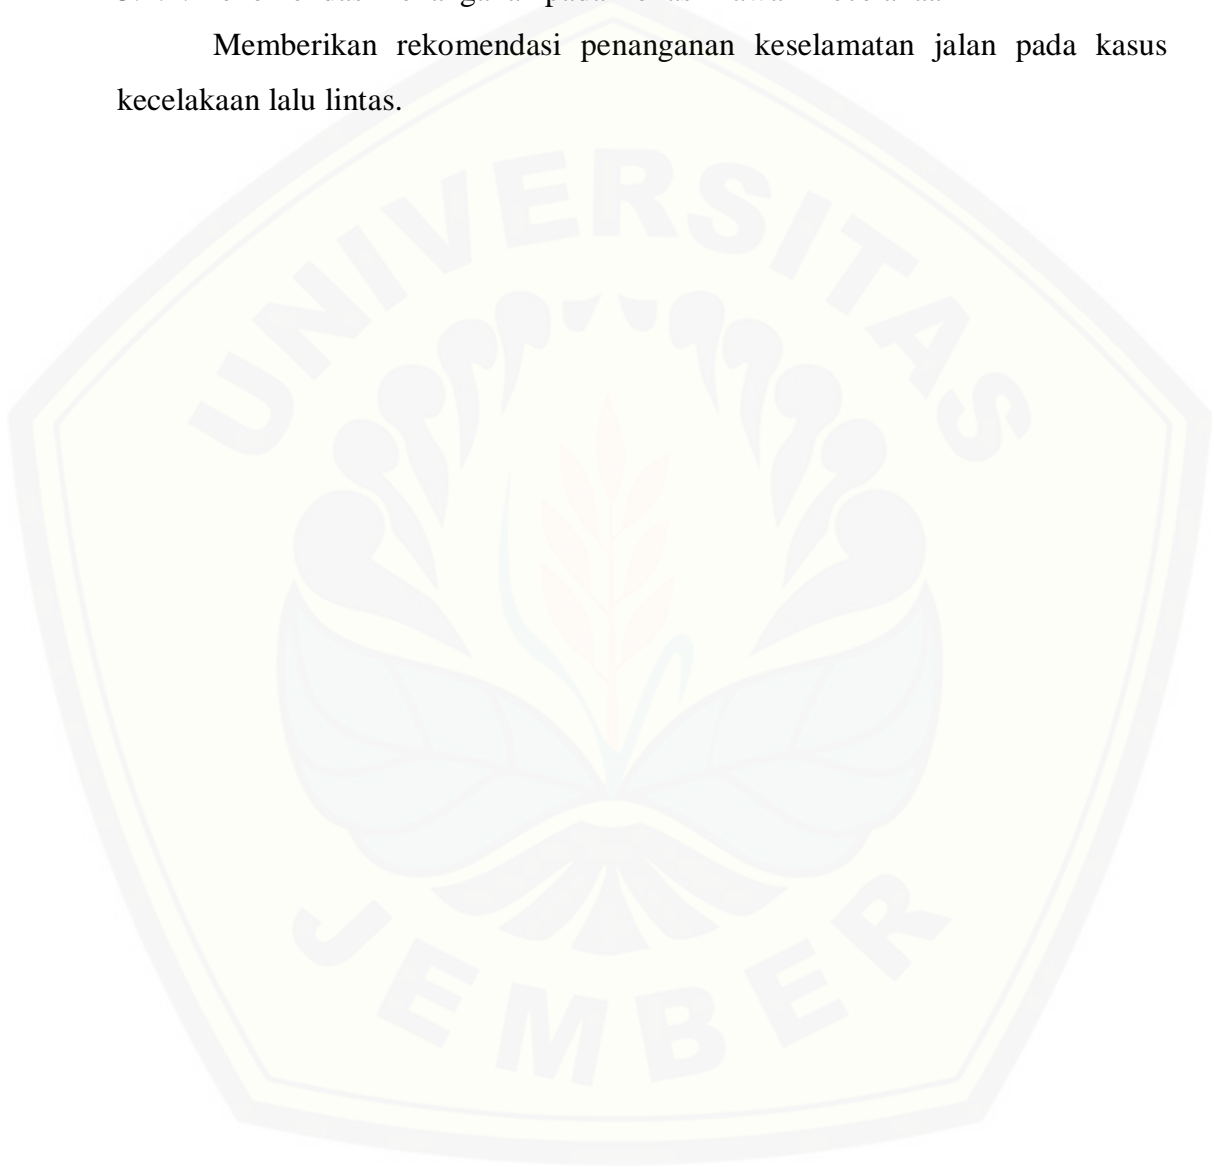 Memberikan rekomendasi penanganan keselamatan jalan pada kasus
kecelakaan lalu lintas.
UNIVERSITAS
JEMBER